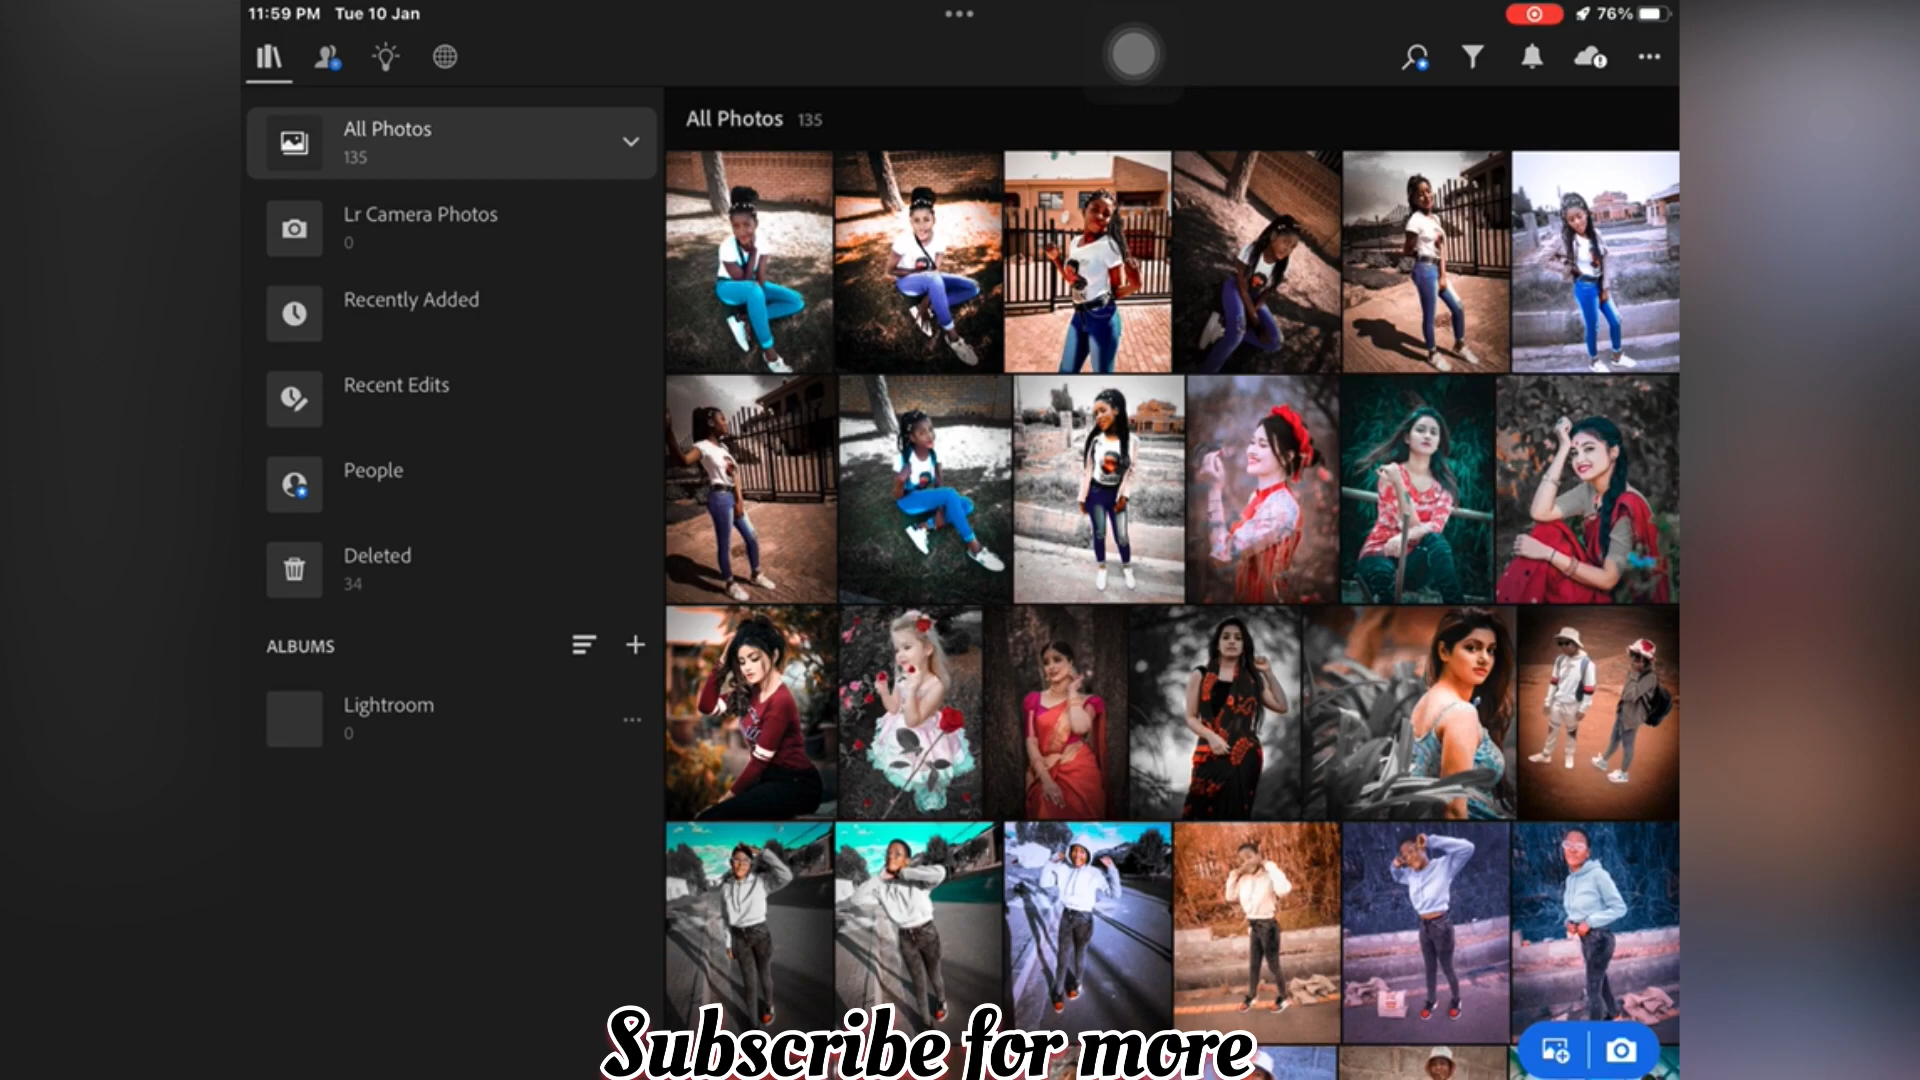 11:59 PM Tue 10 Jan
76%
All Photos
135
Lr Camera Photos
0
Recently Added
Recent Edits
People
Deleted
34
ALBUMS
Lightroom
0
All Photos 135
Subscribe for more